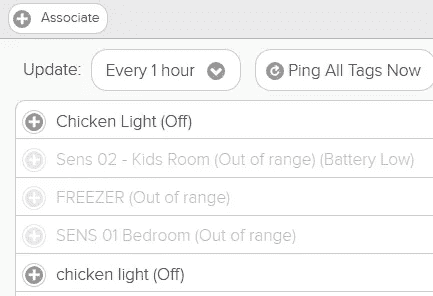 Associate
Update: Every 1 hour Ping All Tags Now
Chicken Light (Off)
Sens 02 - Kids Room (Out of range) (Battery Low)
FREEZER (Out of range)
SENS 01 Bedroom (Out of range)
chicken light (Off)